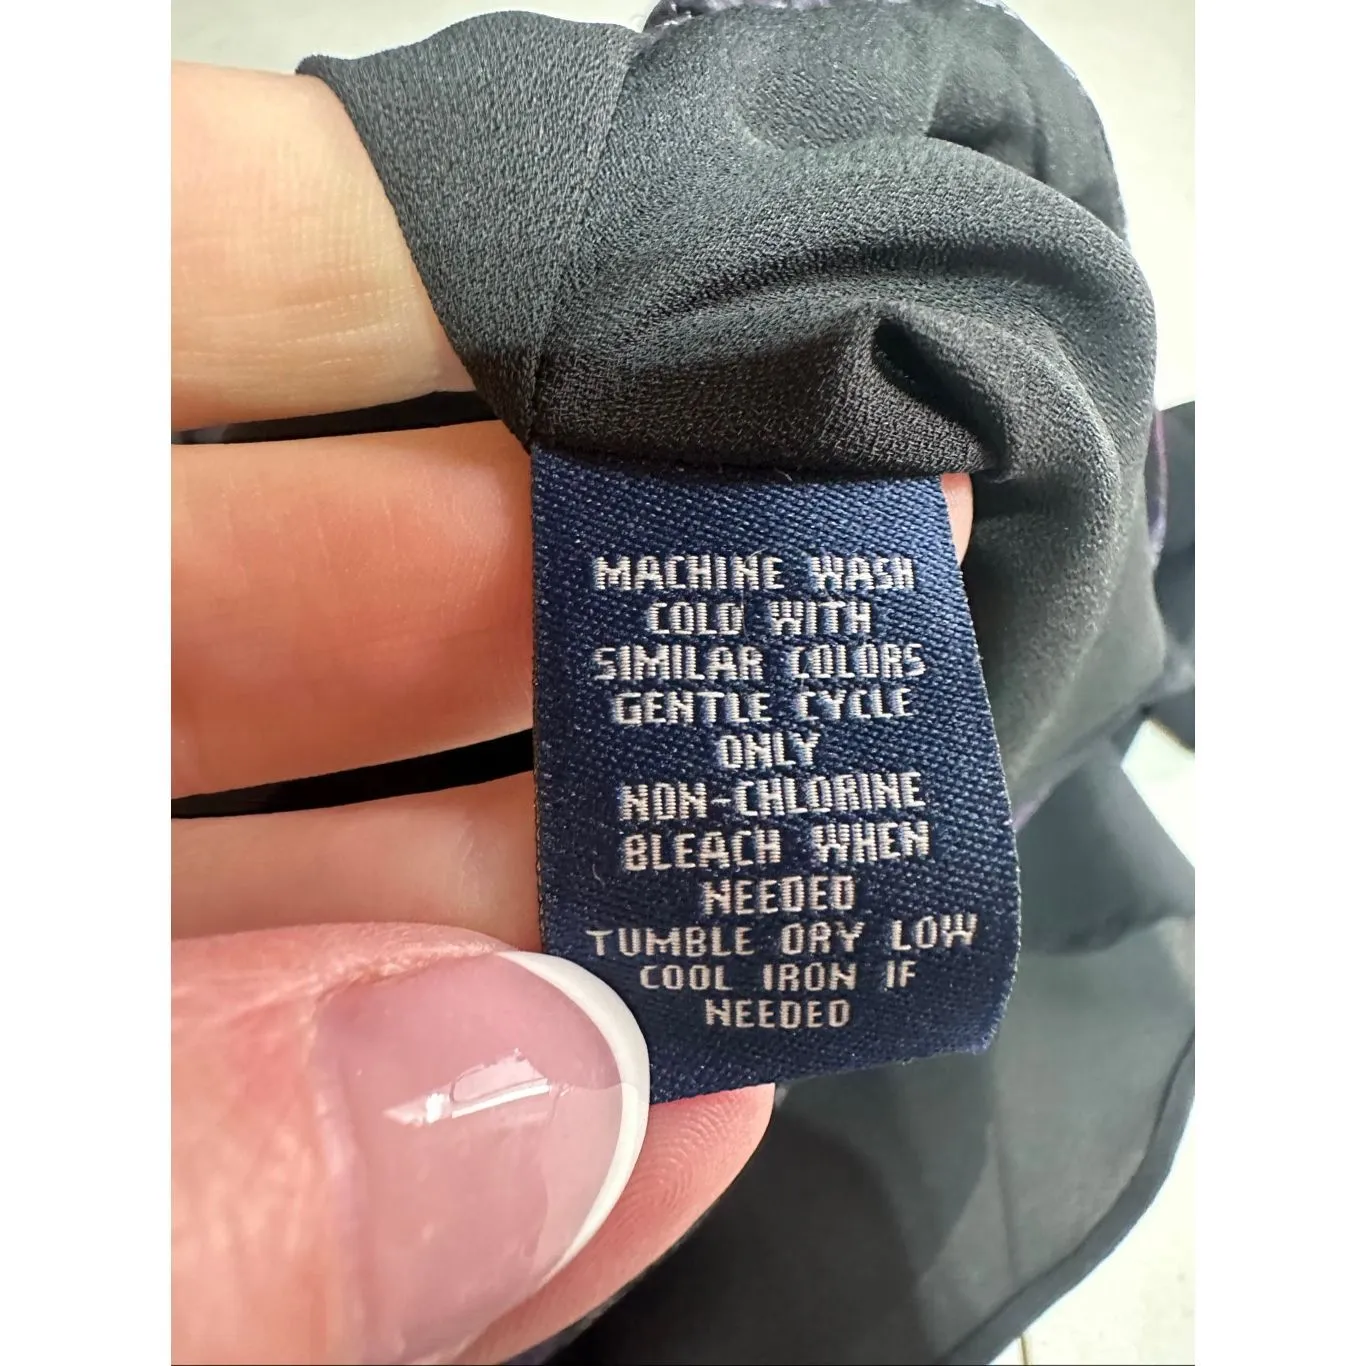 MACHINE WASH
COLD WITH
SIMILAR COLORS
GENTLE CYCLE
ONLY
NON-CHLORINE
BLEACH WHEN
NEEDED
TUMBLE DRY LOW
COOL IRON IF
NEEDED